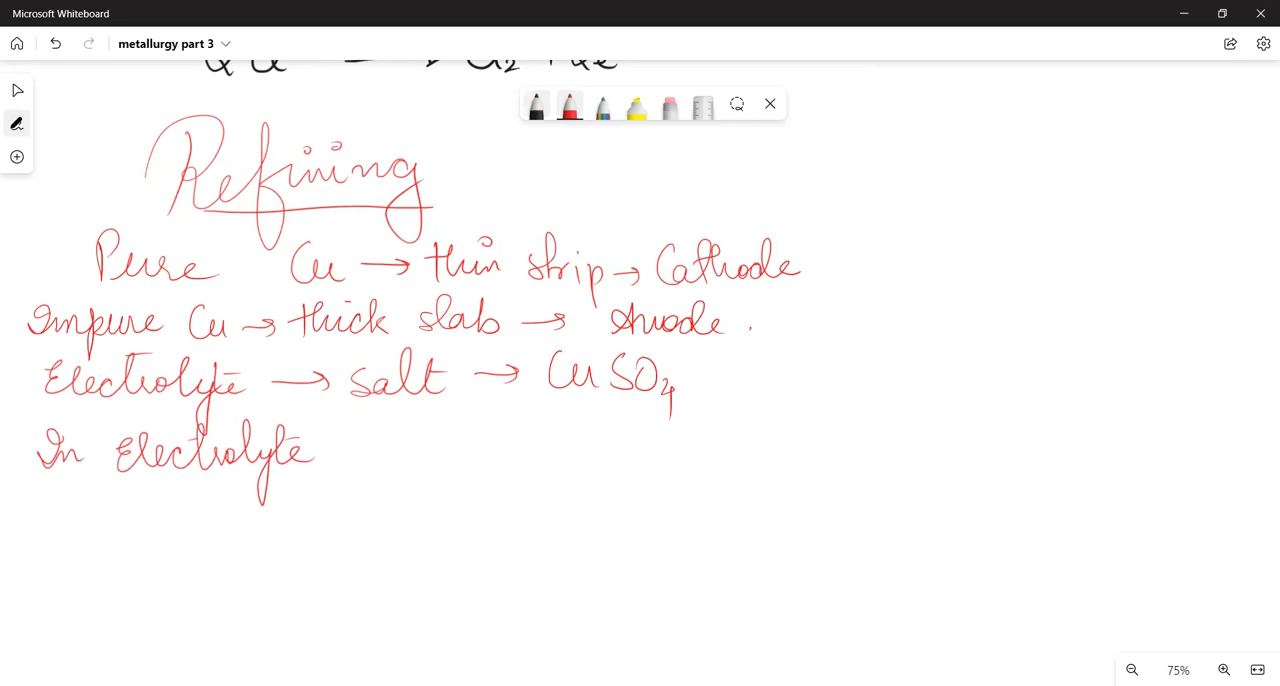 Microsoft Whiteboard
metallurgy part 3
Refining
Pure Cu → thin strip → Cathode
Impure Cu → thick slab → Anode .
Electrolyte → Salt → CuSO4
In Electrolyte
75%